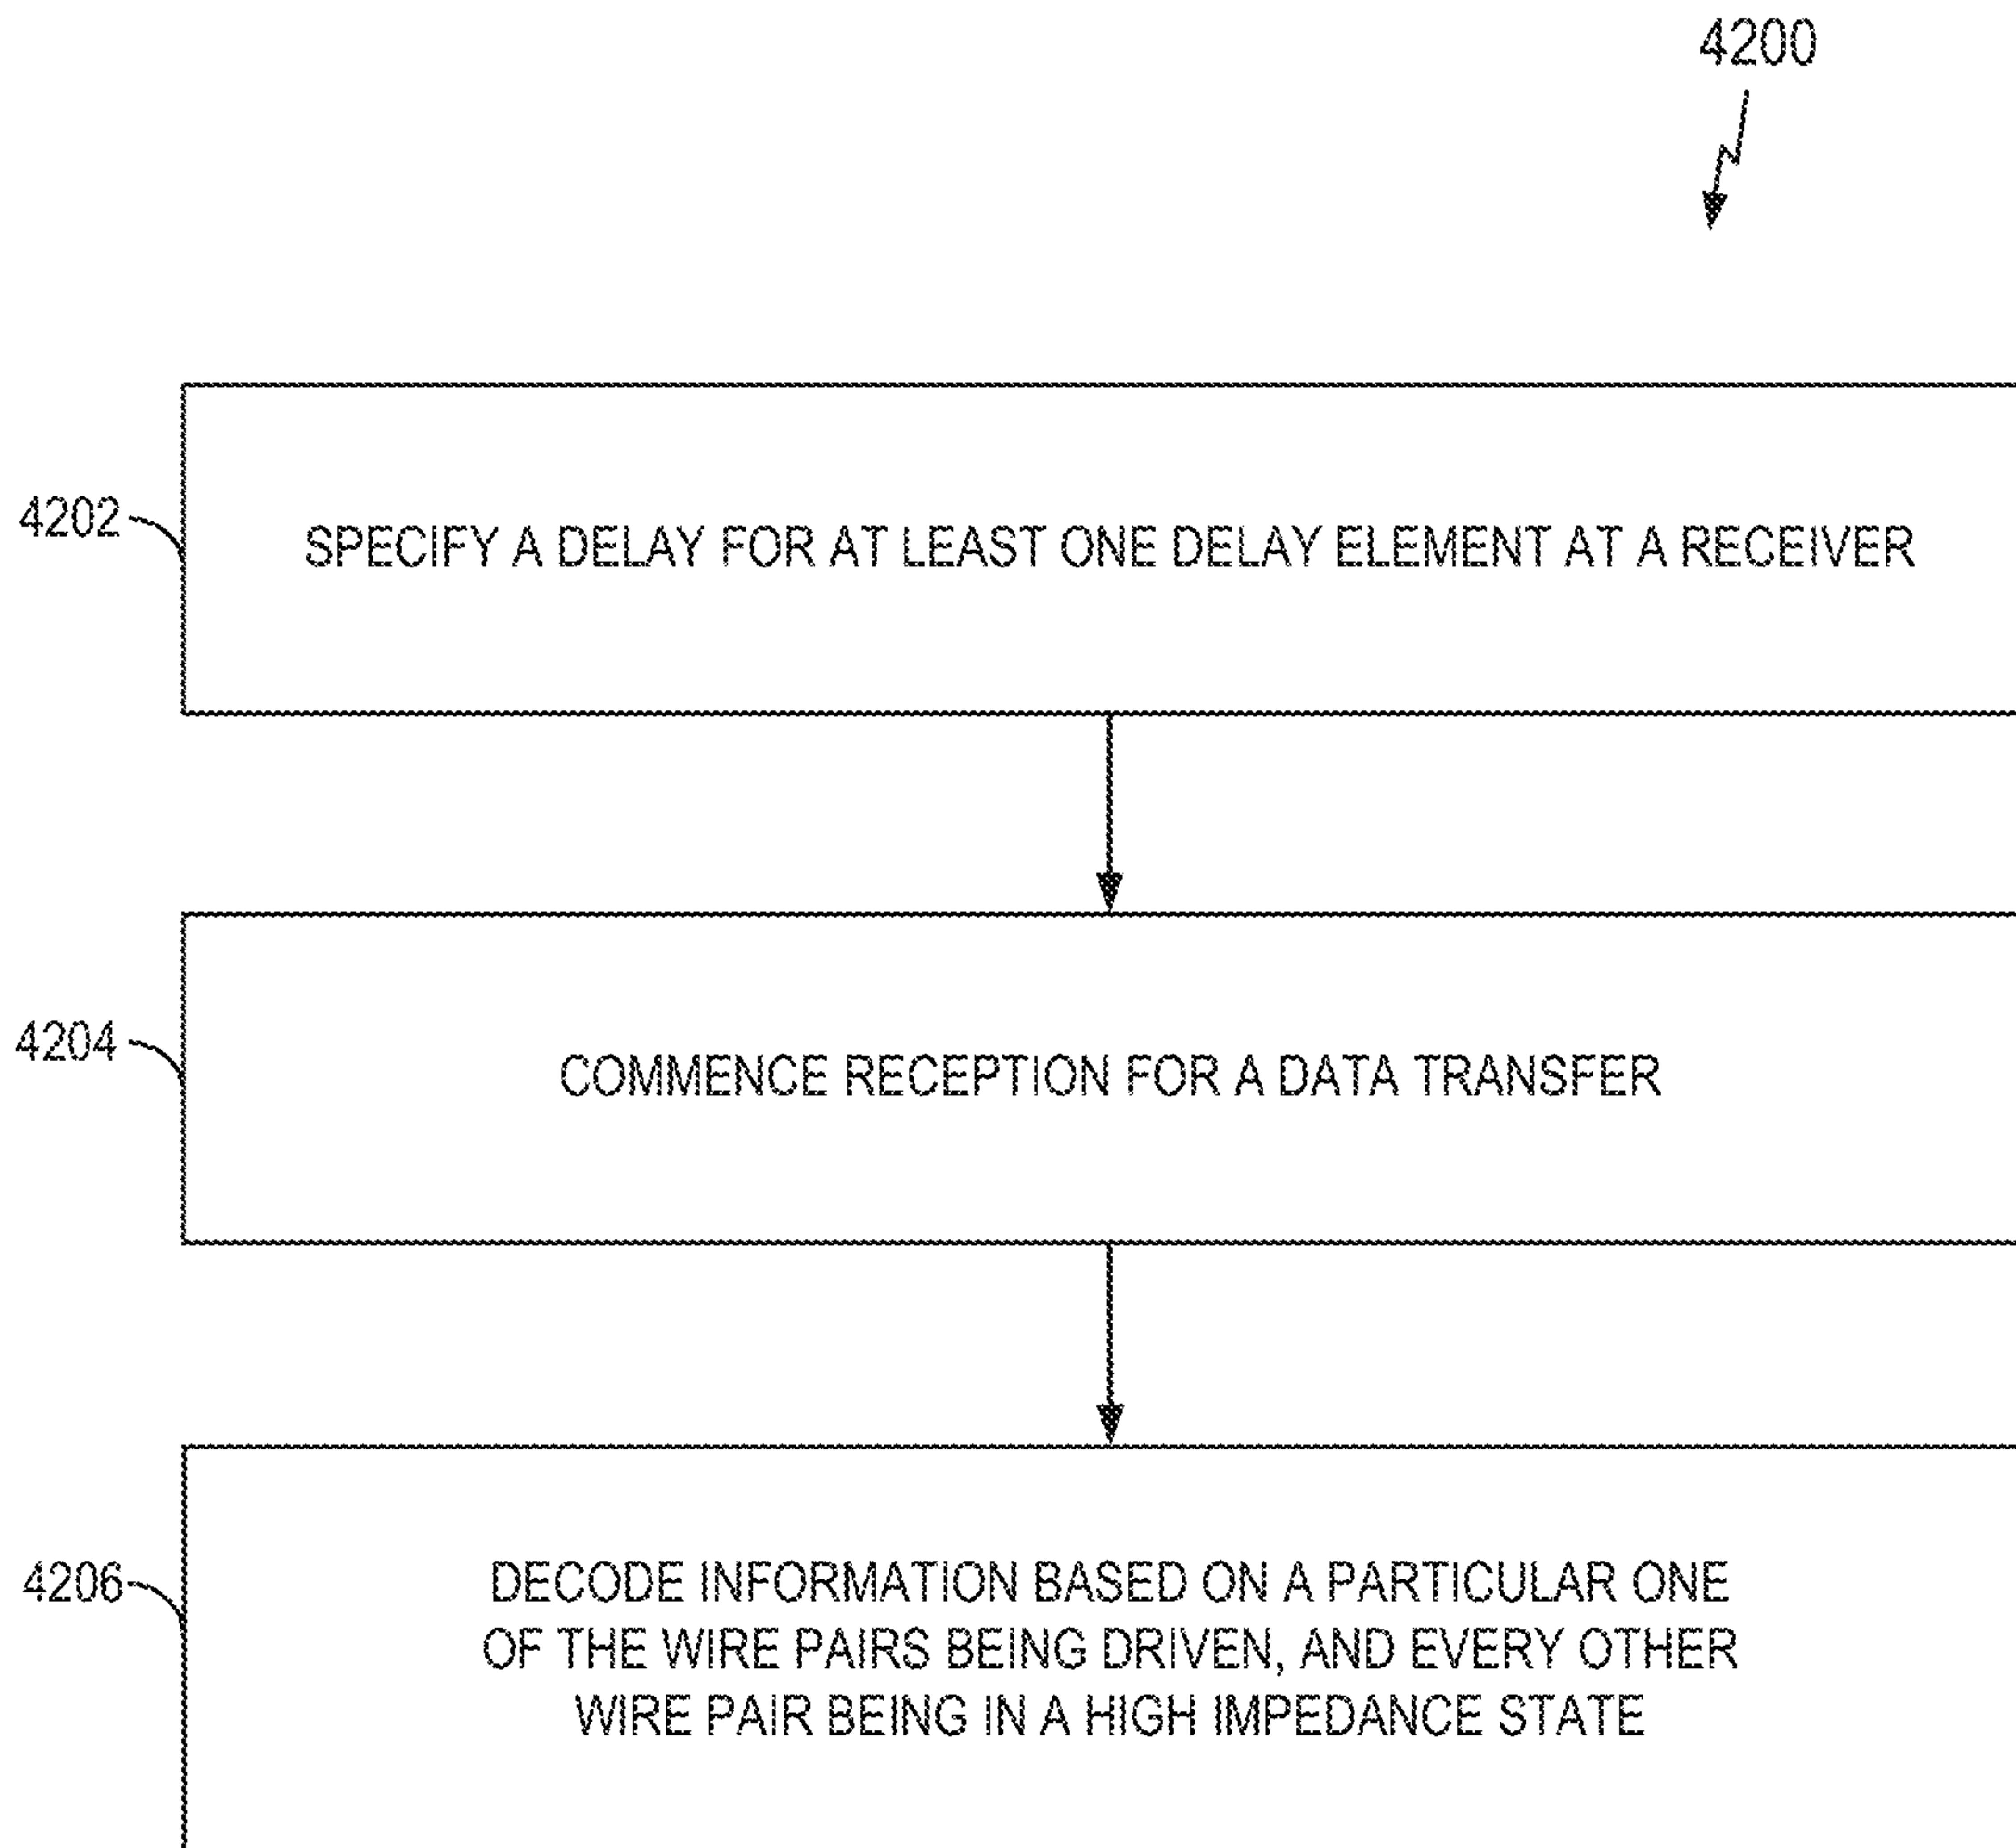 4200
4202
SPECIFY A DELAY FOR AT LEAST ONE DELAY ELEMENT AT A RECEIVER
4204
COMMENCE RECEPTION FOR A DATA TRANSFER
4206
DECODE INFORMATION BASED ON A PARTICULAR ONE
OF THE WIRE PAIRS BEING DRIVEN, AND EVERY OTHER
WIRE PAIR BEING IN A HIGH IMPEDANCE STATE